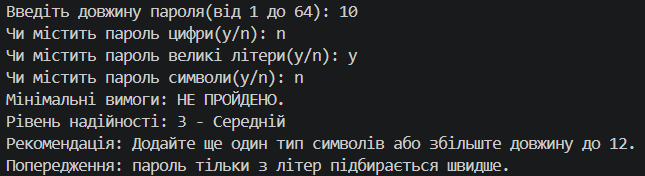 Введіть довжину пароля(від 1 до 64): 10
Чи містить пароль цифри(y/n): n
Чи містить пароль великі літери(y/n): y
Чи містить пароль символи(y/n): n
Мінімальні вимоги: НЕ ПРОЙДЕНО.
Рівень надійності: 3 - Середній
Рекомендація: Додайте ще один тип символів або збільште довжину до 12.
Попередження: пароль тільки з літер підбирається швидше.